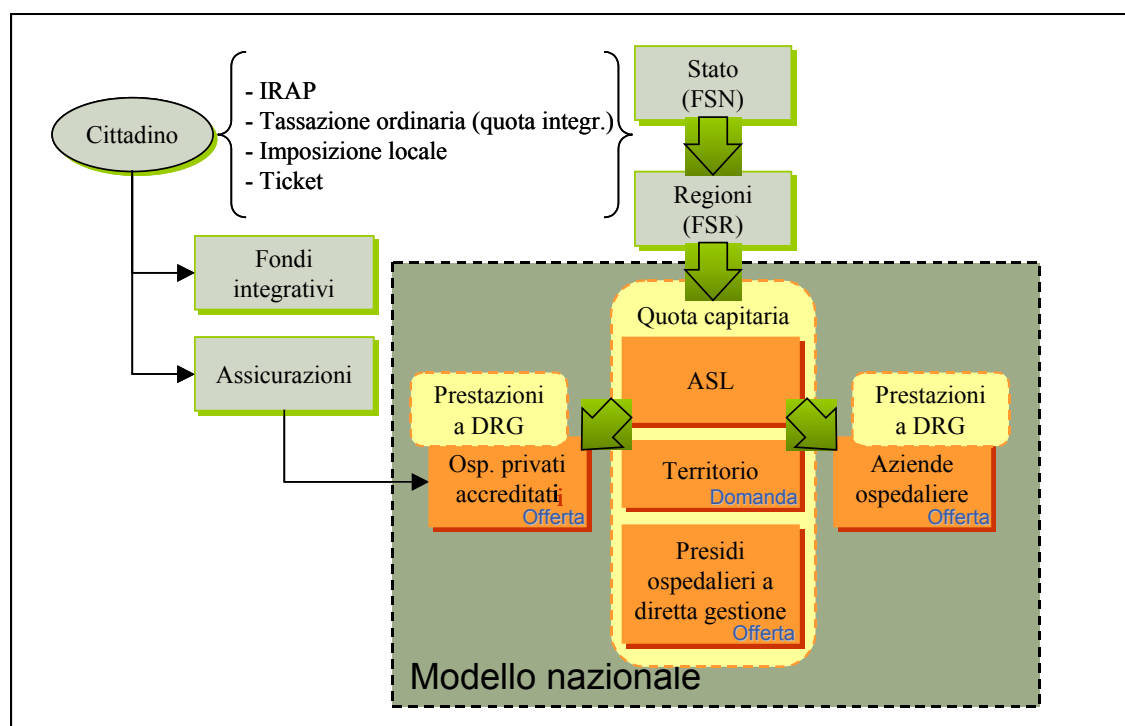 Cittadino
- IRAP
- Tassazione ordinaria (quota integr.)
- Imposizione locale
- Ticket
Stato
(FSN)
Regioni
(FSR)
Fondi
integrativi
Assicurazioni
Quota capitaria
ASL
Prestazioni
a DRG
Osp. privati
accreditati
Offerta
Territorio
Domanda
Prestazioni
a DRG
Aziende
ospedaliere
Offerta
Presidi
ospedalieri a
diretta gestione
Offerta
Modello nazionale